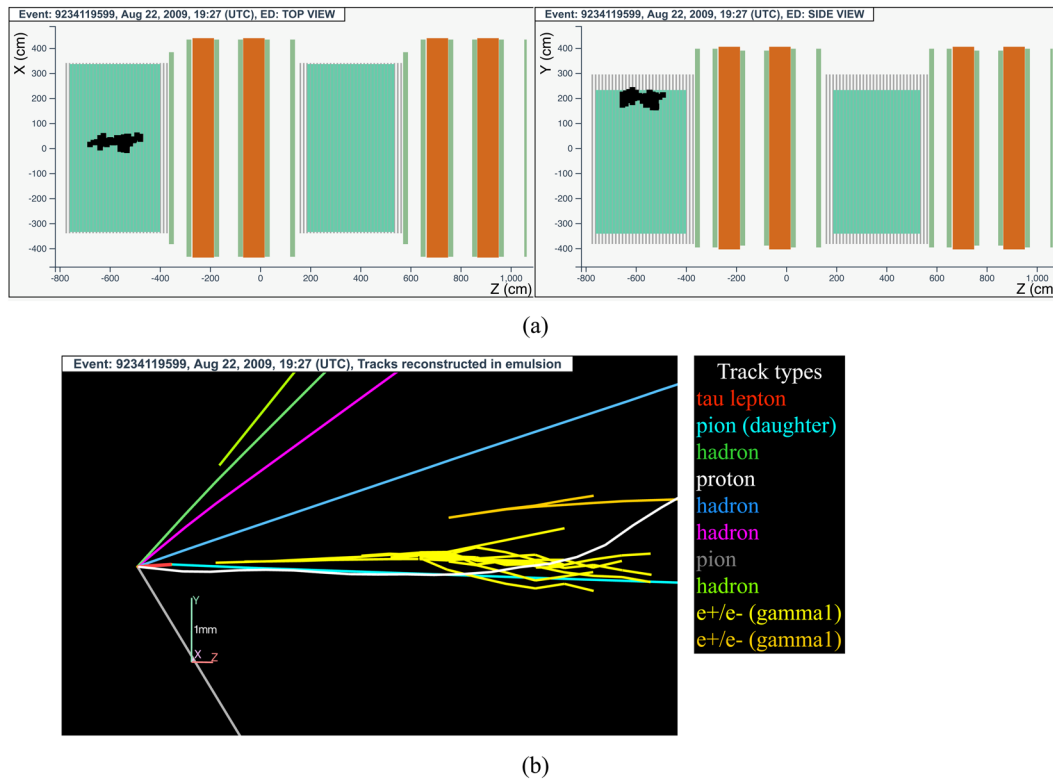 Event: 9234119599, Aug 22, 2009, 19:27 (UTC), ED: TOP VIEW
X (cm)
400
300
200
100
0
-100
-200
-300
-400
-800
-600
-400
-200
0
200
400
600
800
1,000
Z (cm)
Event: 9234119599, Aug 22, 2009, 19:27 (UTC), ED: SIDE VIEW
Y (cm)
400
300
200
100
0
-100
-200
-300
-400
-800
-600
-400
-200
0
200
400
600
800
1,000
Z (cm)
(a)
Event: 9234119599, Aug 22, 2009, 19:27 (UTC), Tracks reconstructed in emulsion
Y
1mm
X Z
Track types
tau lepton
pion (daughter)
hadron
proton
hadron
hadron
pion
hadron
e+/e- (gamma1)
e+/e- (gamma1)
(b)